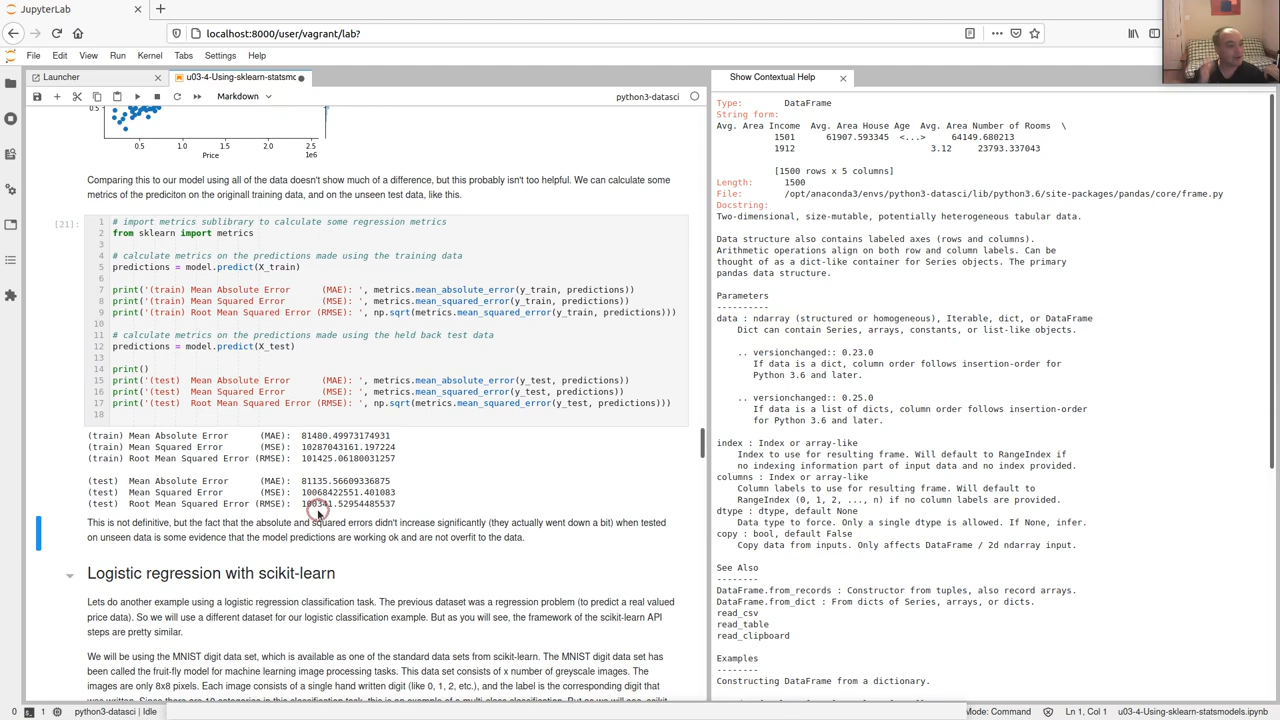 JupyterLab
localhost:8000/user/vagrant/lab?
File Edit View Run Kernel Tabs Settings Help
Launcher
u03-4-Using-sklearn-statsmo
Show Contextual Help
Markdown
python3-datasci
0.5
0.5 1.0 1.5 2.0 2.5
Price
1e6
Comparing this to our model using all of the data doesn't show much of a difference, but this probably isn't too helpful. We can calculate some
metrics of the prediciton on the originall training data, and on the unseen test data, like this.
[21]:
1 # import metrics sublibrary to calculate some regression metrics
2 from sklearn import metrics
3
4 # calculate metrics on the predictions made using the training data
5 predictions = model.predict(X_train)
6
7 print('(train) Mean Absolute Error (MAE): ', metrics.mean_absolute_error(y_train, predictions))
8 print('(train) Mean Squared Error (MSE): ', metrics.mean_squared_error(y_train, predictions))
9 print('(train) Root Mean Squared Error (RMSE): ', np.sqrt(metrics.mean_squared_error(y_train, predictions)))
10
11 # calculate metrics on the predictions made using the held back test data
12 predictions = model.predict(X_test)
13
14 print()
15 print('(test) Mean Absolute Error (MAE): ', metrics.mean_absolute_error(y_test, predictions))
16 print('(test) Mean Squared Error (MSE): ', metrics.mean_squared_error(y_test, predictions))
17 print('(test) Root Mean Squared Error (RMSE): ', np.sqrt(metrics.mean_squared_error(y_test, predictions)))
18
(train) Mean Absolute Error (MAE): 81480.49973174931
(train) Mean Squared Error (MSE): 10287043161.197224
(train) Root Mean Squared Error (RMSE): 101425.06180031257
(test) Mean Absolute Error (MAE): 81135.56609336875
(test) Mean Squared Error (MSE): 10068422551.401083
(test) Root Mean Squared Error (RMSE):
This is not definitive, but the fact that the absolute and squared errors didn't increase significantly (they actually went down a bit) when tested
on unseen data is some evidence that the model predictions are working ok and are not overfit to the data.
Logistic regression with scikit-learn
Lets do another example using a logistic regression classification task. The previous dataset was a regression problem (to predict a real valued
price data). So we will use a different dataset for our logistic classification example. But as you will see, the framework of the scikit-learn API
steps are pretty similar.
We will be using the MNIST digit data set, which is available as one of the standard data sets from scikit-learn. The MNIST digit data set has
been called the fruit-fly model for machine learning image processing tasks. This data set consists of x number of greyscale images. The
images are only 8x8 pixels. Each image consists of a single hand written digit (like 0, 1, 2, etc.), and the label is the corresponding digit that
Type: DataFrame
String form:
Avg. Area Income Avg. Area House Age Avg. Area Number of Rooms \
1501 61907.593345 <...> 64149.680213
1912 3.12 23793.337043
[1500 rows x 5 columns]
Length: 1500
File: /opt/anaconda3/envs/python3-datasci/lib/python3.6/site-packages/pandas/core/frame.py
Docstring:
Two-dimensional, size-mutable, potentially heterogeneous tabular data.
Data structure also contains labeled axes (rows and columns).
Arithmetic operations align on both row and column labels. Can be
thought of as a dict-like container for Series objects. The primary
pandas data structure.
Parameters
----------
data : ndarray (structured or homogeneous), Iterable, dict, or DataFrame
Dict can contain Series, arrays, constants, or list-like objects.
.. versionchanged:: 0.23.0
If data is a dict, column order follows insertion-order for
Python 3.6 and later.
.. versionchanged:: 0.25.0
If data is a list of dicts, column order follows insertion-order
for Python 3.6 and later.
index : Index or array-like
Index to use for resulting frame. Will default to RangeIndex if
no indexing information part of input data and no index provided.
columns : Index or array-like
Column labels to use for resulting frame. Will default to
RangeIndex (0, 1, 2, ..., n) if no column labels are provided.
dtype : dtype, default None
Data type to force. Only a single dtype is allowed. If None, infer.
copy : bool, default False
Copy data from inputs. Only affects DataFrame / 2d ndarray input.
See Also
--------
DataFrame.from_records : Constructor from tuples, also record arrays.
DataFrame.from_dict : From dicts of Series, arrays, or dicts.
read_csv
read_table
read_clipboard
Examples
--------
Constructing DataFrame from a dictionary.
0 1 python3-datasci | Idle
Mode: Command Ln 1, Col 1 u03-4-Using-sklearn-statsmodels.ipynb